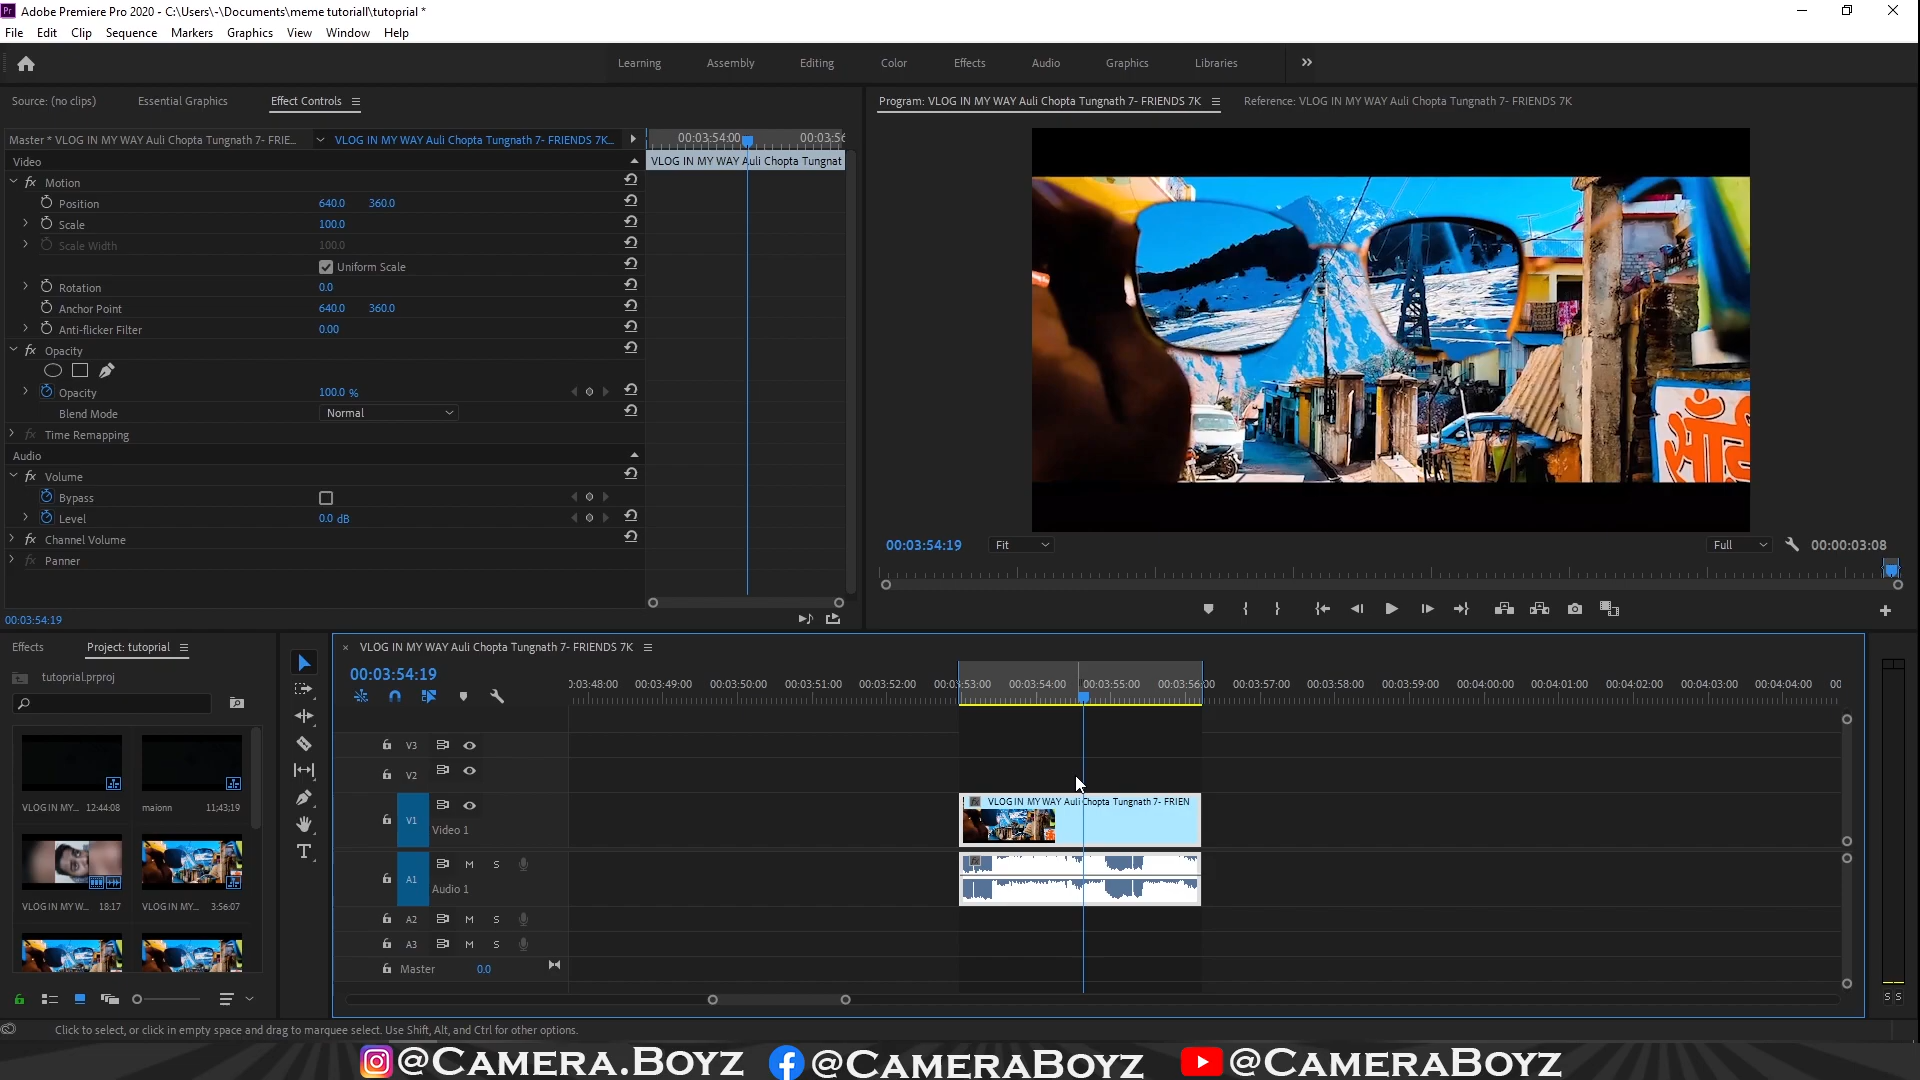 Adobe Premiere Pro 2020 - C:\Users\-\Documents\meme tutoriall\tutoprial *
File Edit Clip Sequence Markers Graphics View Window Help
Learning Assembly Editing Color Effects Audio Graphics Libraries
Source: (no clips) Essential Graphics Effect Controls
Program: VLOG IN MY WAY Auli Chopta Tungnath 7- FRIENDS 7K Reference: VLOG IN MY WAY Auli Chopta Tungnath 7- FRIENDS 7K
Master * VLOG IN MY WAY Auli Chopta Tungnath 7- FRIE... VLOG IN MY WAY Auli Chopta Tungnath 7- FRIENDS 7K...
00:03:54:00 00:03:56
Video
VLOG IN MY WAY Auli Chopta Tungnat
fx Motion
Position 640.0 360.0
Scale 100.0
Scale Width 100.0
Uniform Scale
Rotation 0.0
Anchor Point 640.0 360.0
Anti-flicker Filter 0.00
fx Opacity
Opacity 100.0 %
Blend Mode Normal
fx Time Remapping
Audio
fx Volume
Bypass
Level 0.0 dB
fx Channel Volume
fx Panner
00:03:54:19
ॐ
साई
00:03:54:19 Fit Full 00:00:03:08
Effects Project: tutoprial
tutoprial.prproj
VLOG IN MY... 12:44:08 maionn 11;43;19
VLOG IN MY W... 18:17 VLOG IN MY... 3:56:07
VLOG IN MY WAY Auli Chopta Tungnath 7- FRIENDS 7K
00:03:54:19
0:03:48:00 00:03:49:00 00:03:50:00 00:03:51:00 00:03:52:00 00:03:53:00 00:03:54:00 00:03:55:00 00:03:56:00 00:03:57:00 00:03:58:00 00:03:59:00 00:04:00:00 00:04:01:00 00:04:02:00 00:04:03:00 00:04:04:00 00
V3
V2
V1 Video 1
VLOG IN MY WAY Auli Chopta Tungnath 7- FRIEN
A1 M S Audio 1
A2 M S
A3 M S
Master 0.0
S S
Click to select, or click in empty space and drag to marquee select. Use Shift, Alt, and Ctrl for other options.
@CAMERA.BOYZ @CAMERABOYZ @CAMERABOYZ